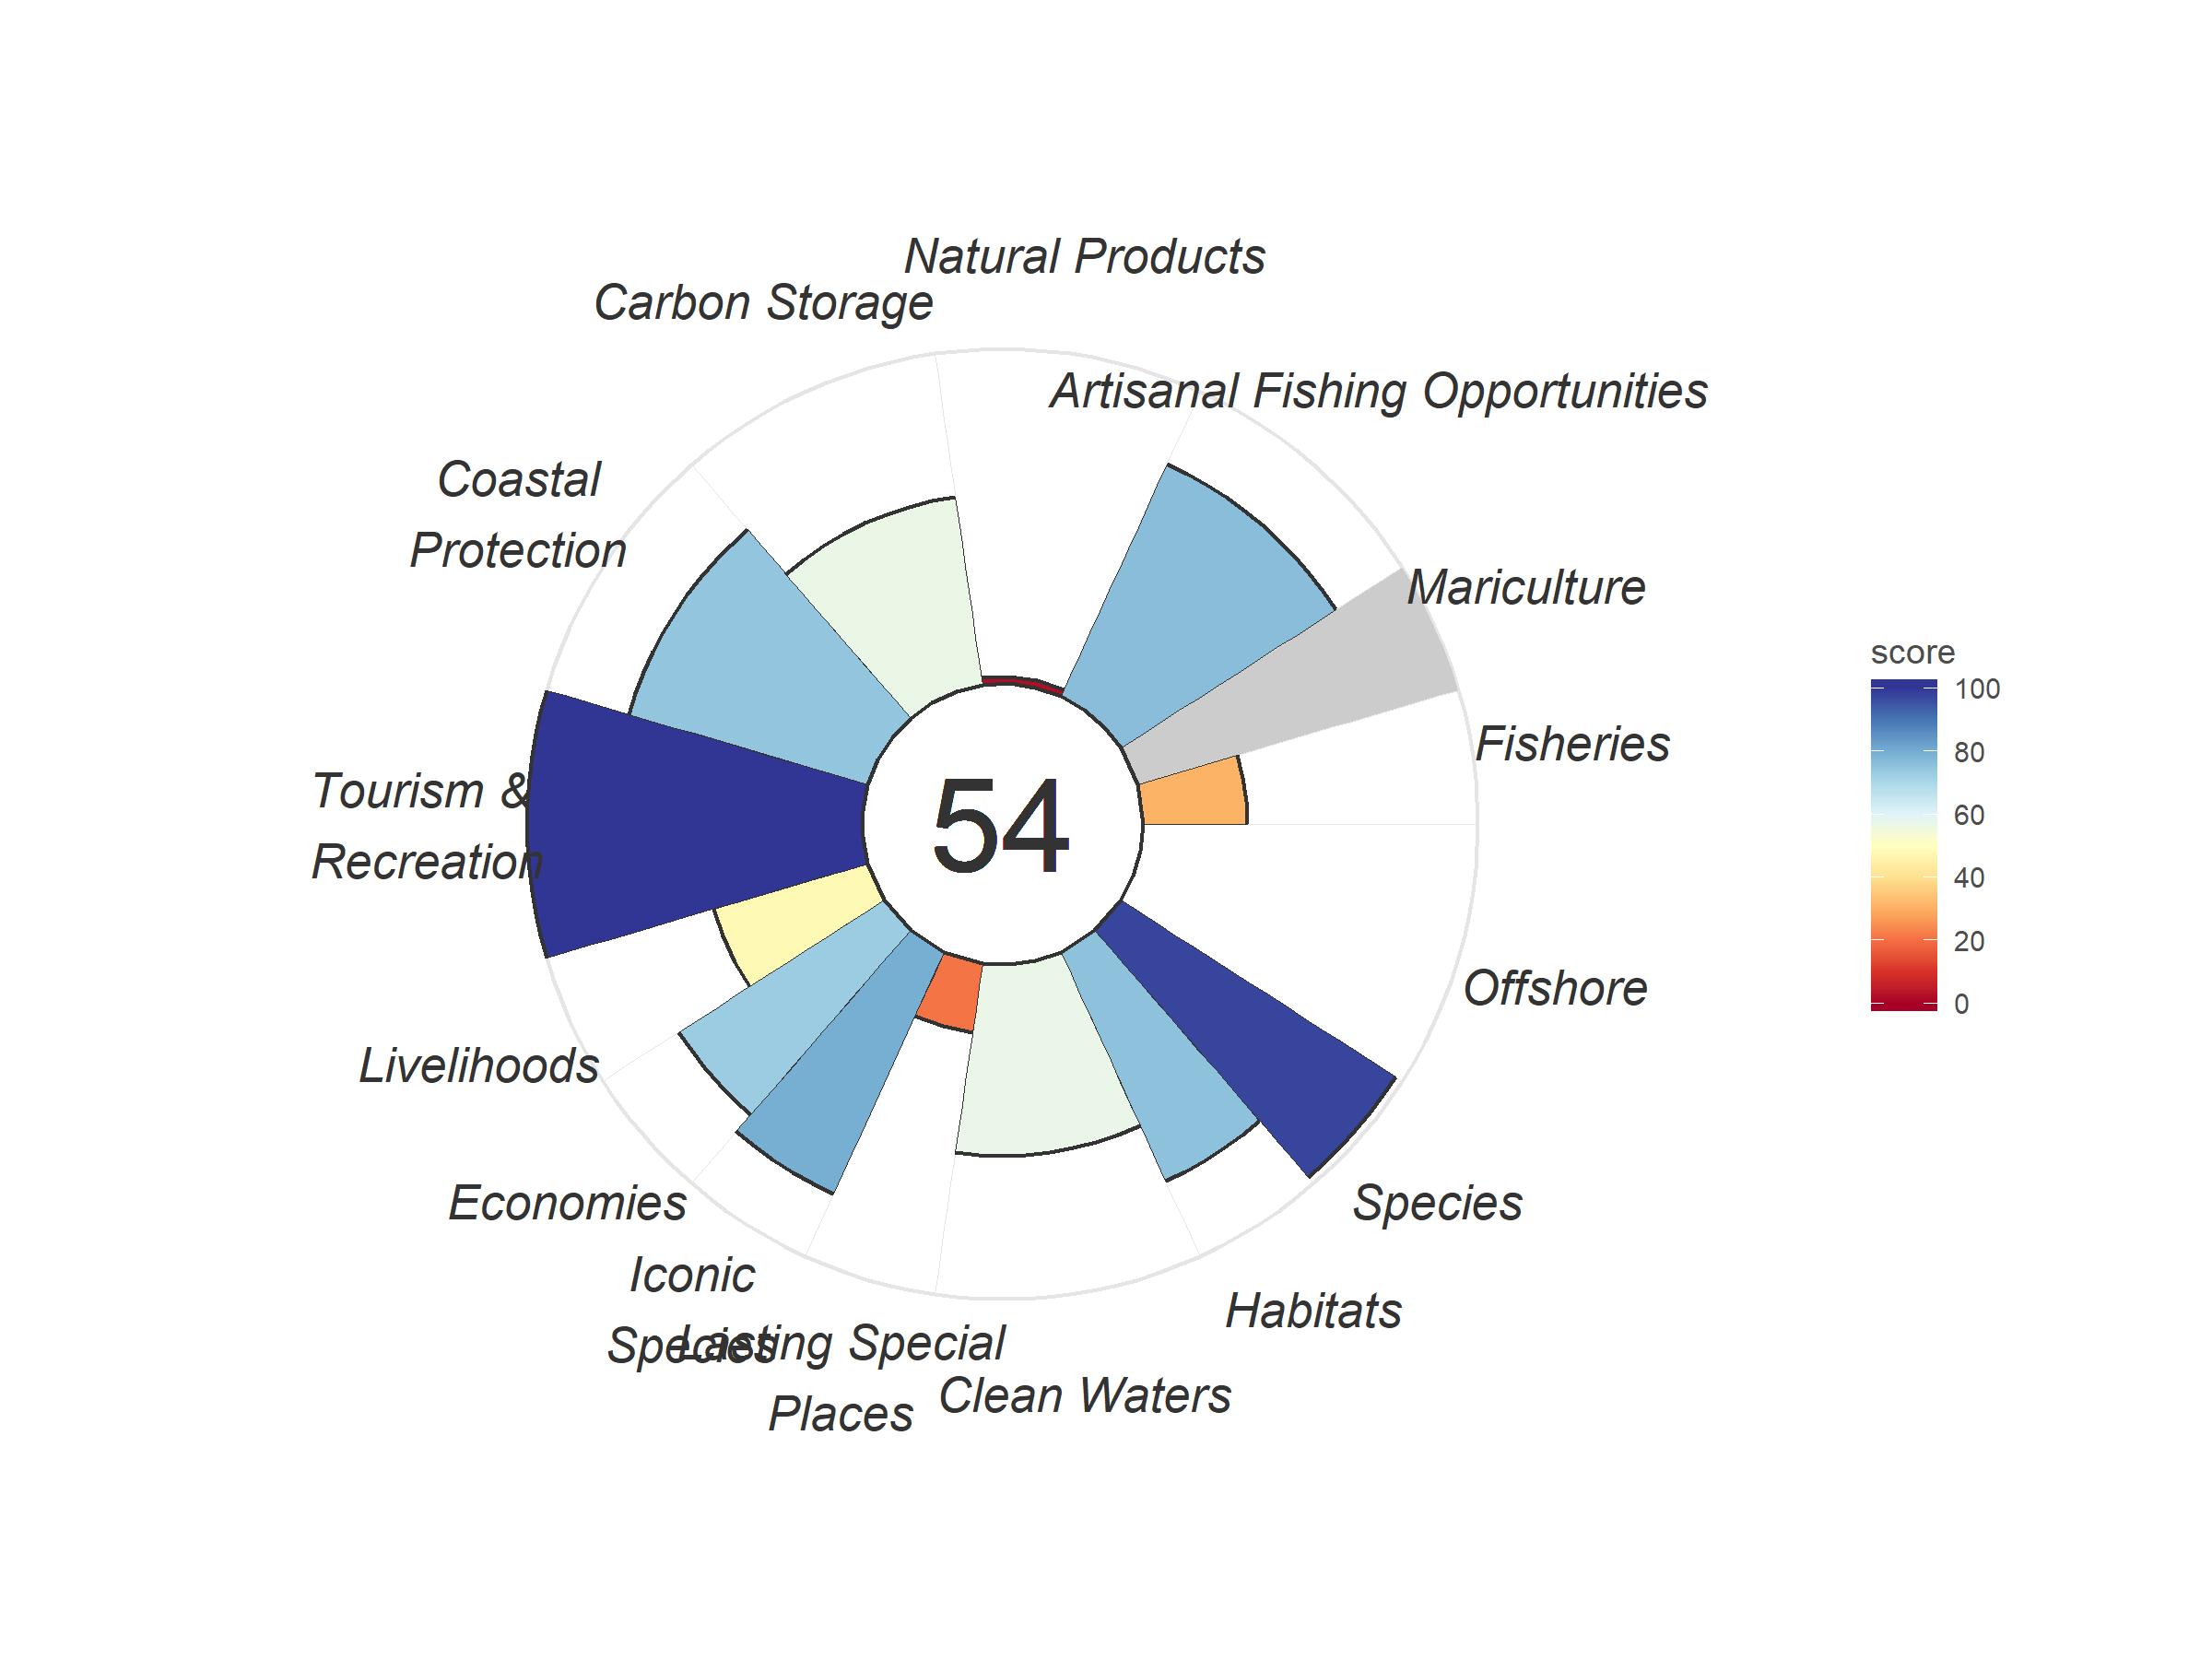 Natural Products
Carbon Storage
Artisanal Fishing Opportunities
Coastal
Protection
Mariculture
Fisheries
Tourism &
Recreation
54
Offshore
Livelihoods
Economies
Species
Iconic
Species
Habitats
Lasting Special
Places
Clean Waters
score
100
80
60
40
20
0